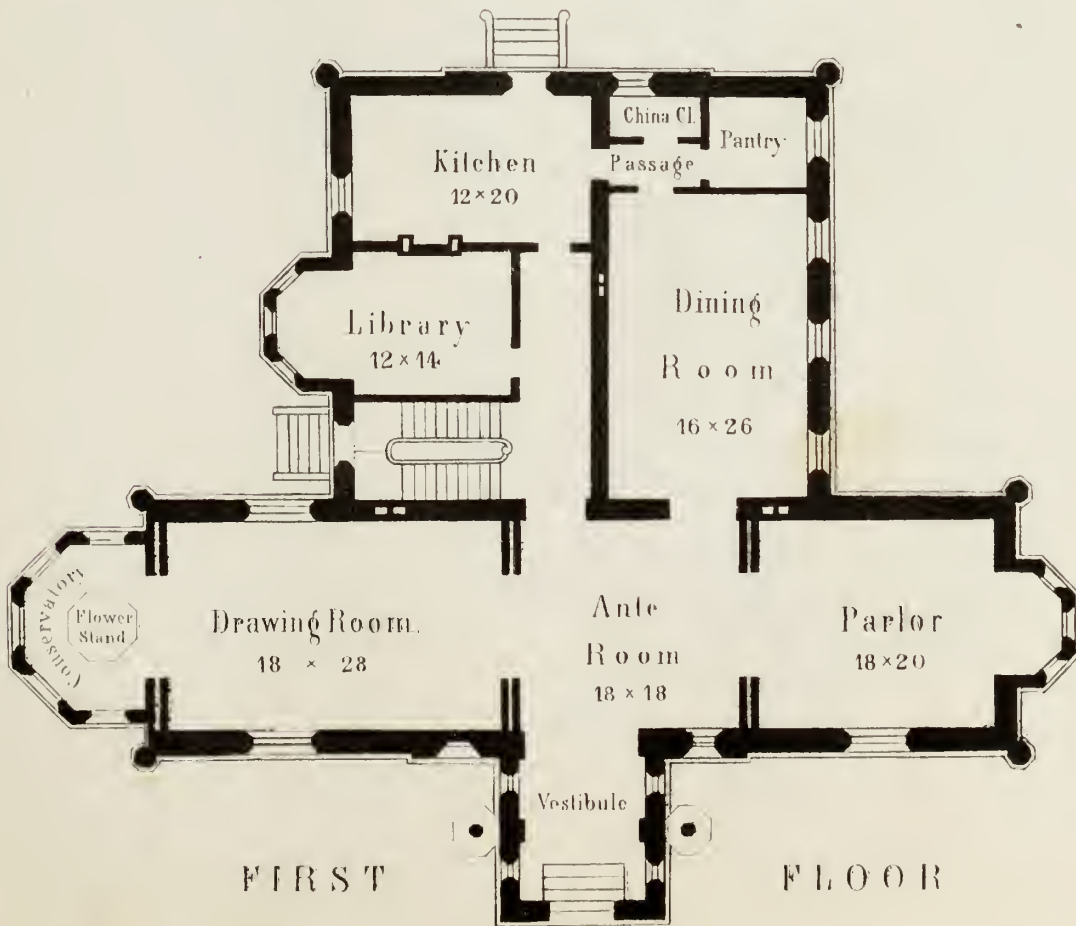 China Cl.
Pantry
Passage
Kitchen
12 × 20
Library
12 × 14
Dining
Room
16 × 26
Conservatory
Flower
Stand
Drawing Room.
18 × 28
Ante
Room
18 × 18
Parlor
18 × 20
Vestibule
FIRST FLOOR